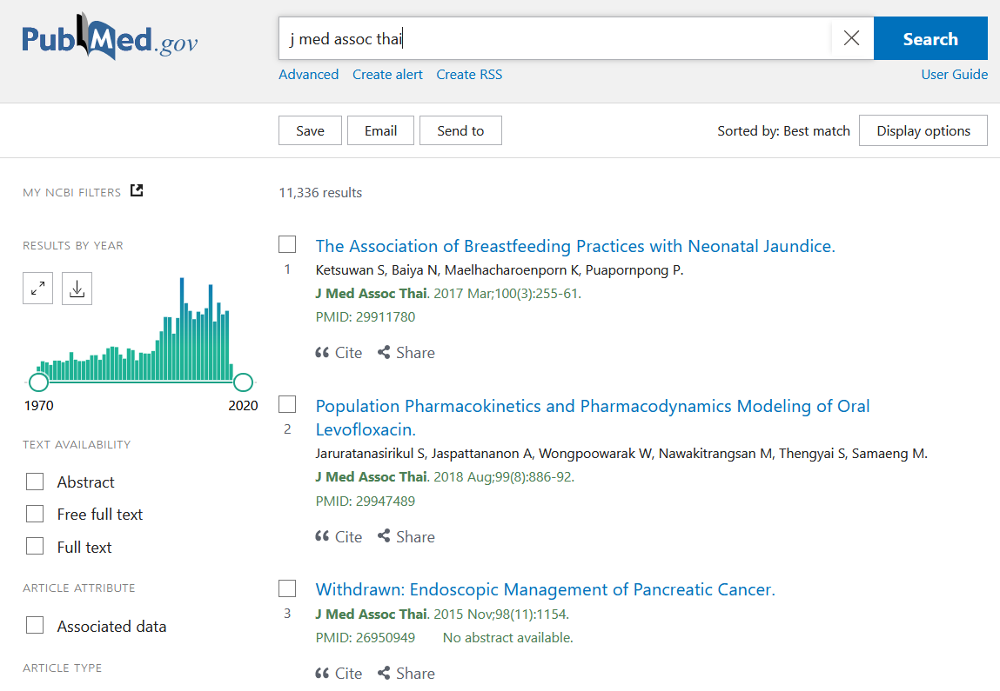 PubMed.gov
j med assoc thai
Search
Advanced Create alert Create RSS
User Guide
Save Email Send to
Sorted by: Best match Display options
MY NCBI FILTERS
11,336 results
RESULTS BY YEAR
1970 2020
TEXT AVAILABILITY
Abstract
Free full text
Full text
ARTICLE ATTRIBUTE
Associated data
ARTICLE TYPE
1
The Association of Breastfeeding Practices with Neonatal Jaundice.
Ketsuwan S, Baiya N, Maelhacharoenporn K, Puapornpong P.
J Med Assoc Thai. 2017 Mar;100(3):255-61.
PMID: 29911780
Cite Share
2
Population Pharmacokinetics and Pharmacodynamics Modeling of Oral
Levofloxacin.
Jaruratanasirikul S, Jaspattananon A, Wongpoowarak W, Nawakitrangsan M, Thengyai S, Samaeng M.
J Med Assoc Thai. 2018 Aug;99(8):886-92.
PMID: 29947489
Cite Share
3
Withdrawn: Endoscopic Management of Pancreatic Cancer.
J Med Assoc Thai. 2015 Nov;98(11):1154.
PMID: 26950949 No abstract available.
Cite Share